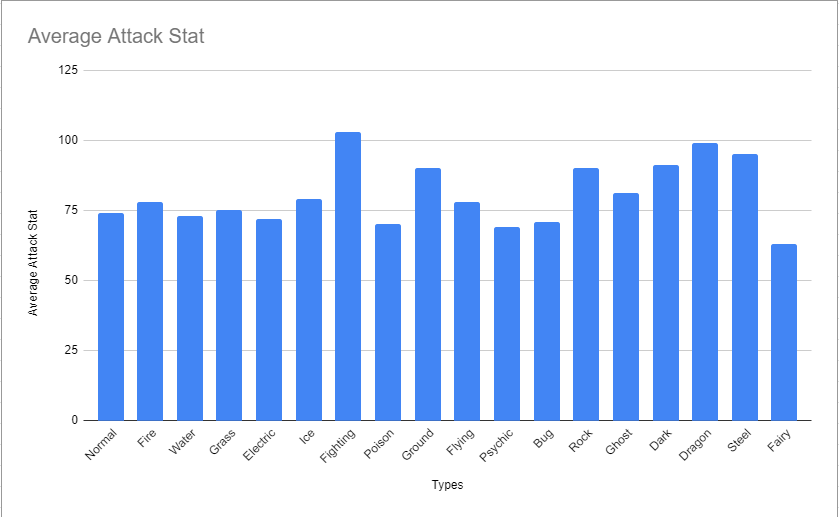 Average Attack Stat
125
100
75
50
25
0
Average Attack Stat
Normal
Fire
Water
Grass
Electric
Ice
Fighting
Poison
Ground
Flying
Psychic
Bug
Rock
Ghost
Dark
Dragon
Steel
Fairy
Types